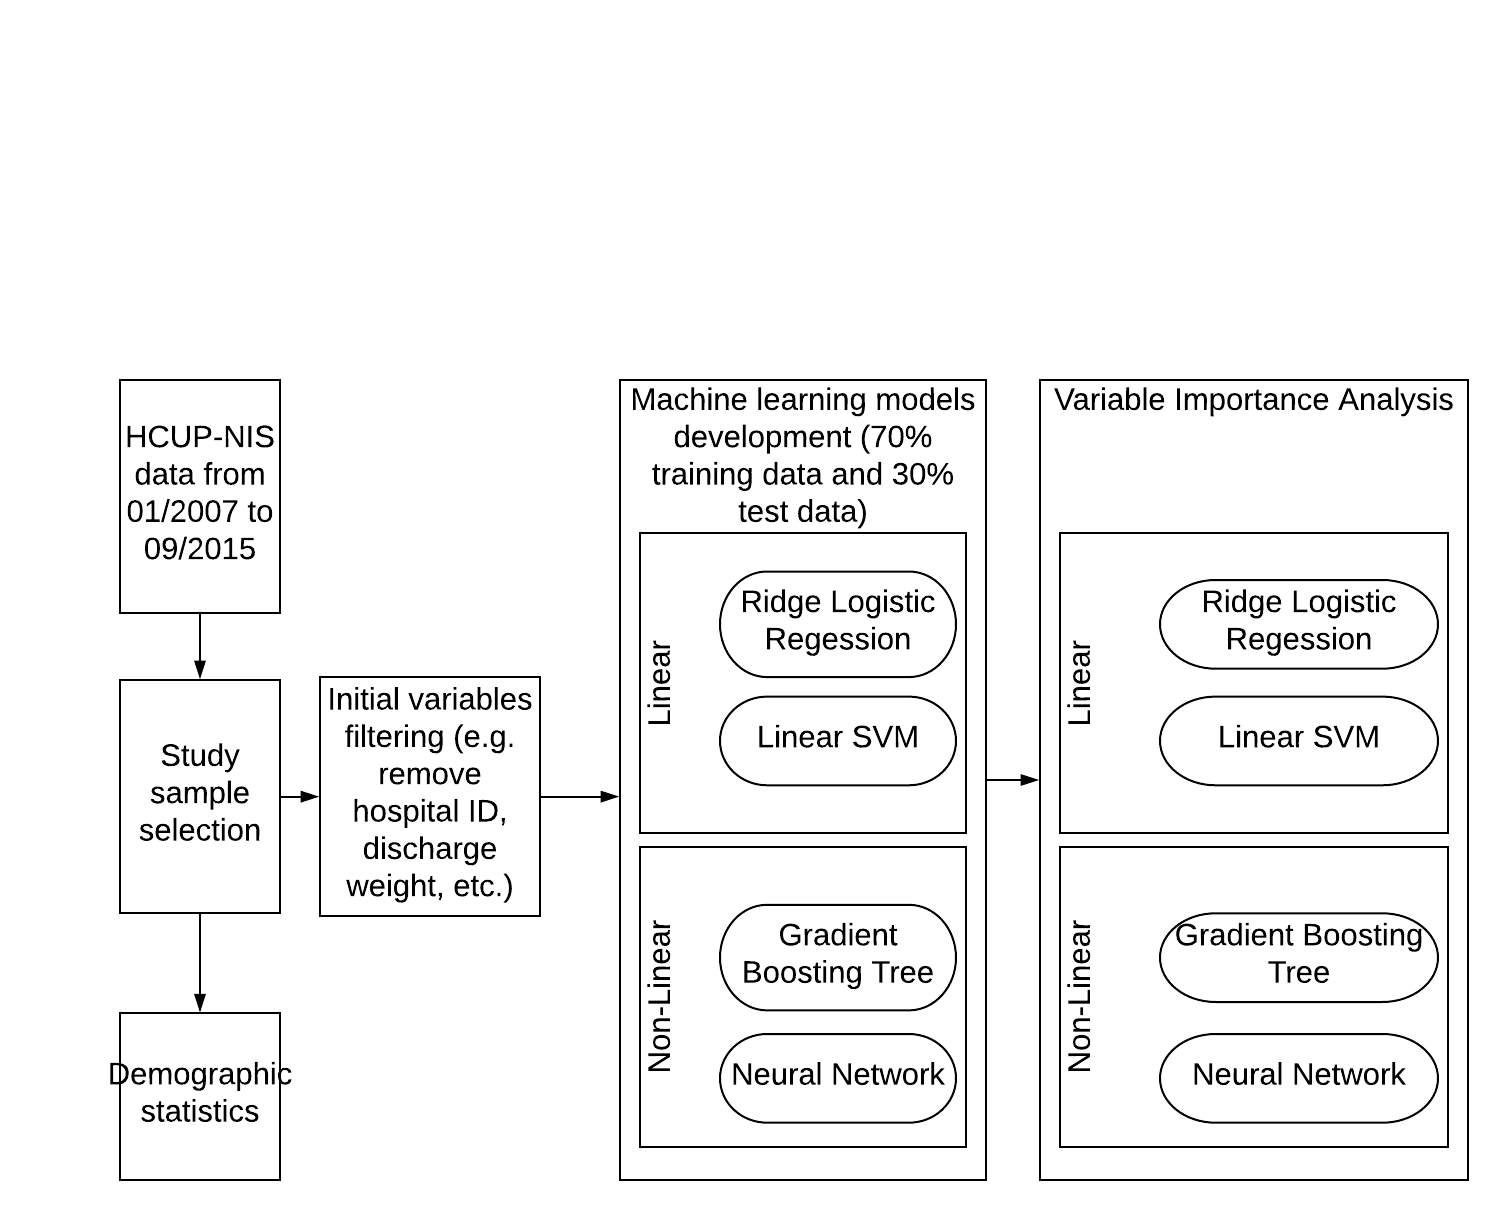 HCUP-NIS
data from
01/2007 to
09/2015
Study
sample
selection
Demographic
statistics
Initial variables
filtering (e.g.
remove
hospital ID,
discharge
weight, etc.)
Machine learning models
development (70%
training data and 30%
test data)
Linear
Ridge Logistic
Regession
Linear SVM
Non-Linear
Gradient
Boosting Tree
Neural Network
Variable Importance Analysis
Linear
Ridge Logistic
Regession
Linear SVM
Non-Linear
Gradient Boosting
Tree
Neural Network